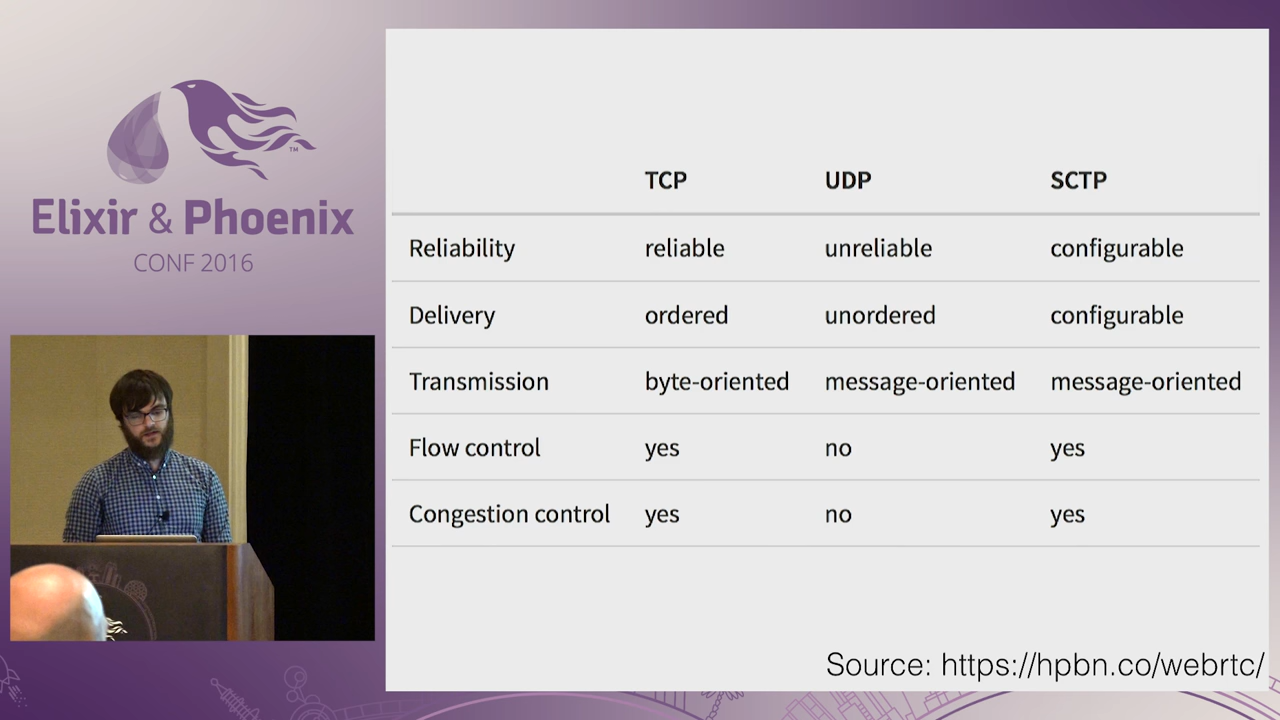 Elixir & Phoenix
CONF 2016
TM
TCP UDP SCTP
Reliability reliable unreliable configurable
Delivery ordered unordered configurable
Transmission byte-oriented message-oriented message-oriented
Flow control yes no yes
Congestion control yes no yes
Source: https://hpbn.co/webrtc/